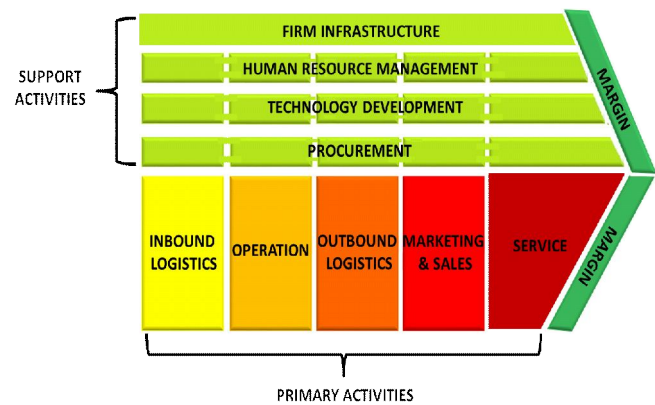 FIRM INFRASTRUCTURE
HUMAN RESOURCE MANAGEMENT
SUPPORT
ACTIVITIES
TECHNOLOGY DEVELOPMENT
PROCUREMENT
MARGIN
INBOUND
LOGISTICS
OPERATION
OUTBOUND
LOGISTICS
MARKETING
& SALES
SERVICE
MARGIN
PRIMARY ACTIVITIES